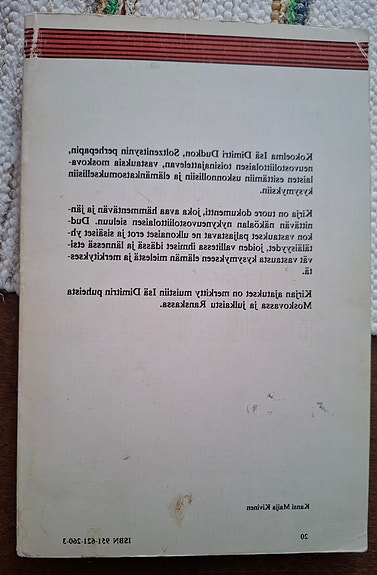 Kokoelma Isä Dimitri Dudkon, Soltzenitsynin perhepapin,
neuvostoliittolaisen toisinajattelevan, vastauksia moskova-
laisten esittämiin uskonnollisiin ja elämänkatsomuksellisiin
kysymyksiin.
Kirja on tuore dokumentti, joka avaa hämmentävän ja jän-
nittävän näköalan nykyneuvostoliittolaisen sieluun. Dud-
kon vastaukset paljastavat ne ulkonaiset erot ja sisäiset yh-
täläisyydet, joiden vallitessa ihmiset idässä ja lännessä etsi-
vät vastausta kysymykseen elämän mielestä ja merkitykses-
tä.
Kirjan ajatukset on merkitty muistiin Isä Dimitrin puheista
Moskovassa ja julkaistu Ranskassa.
Kansi Maija Kivinen
20
ISBN 951-621-260-3